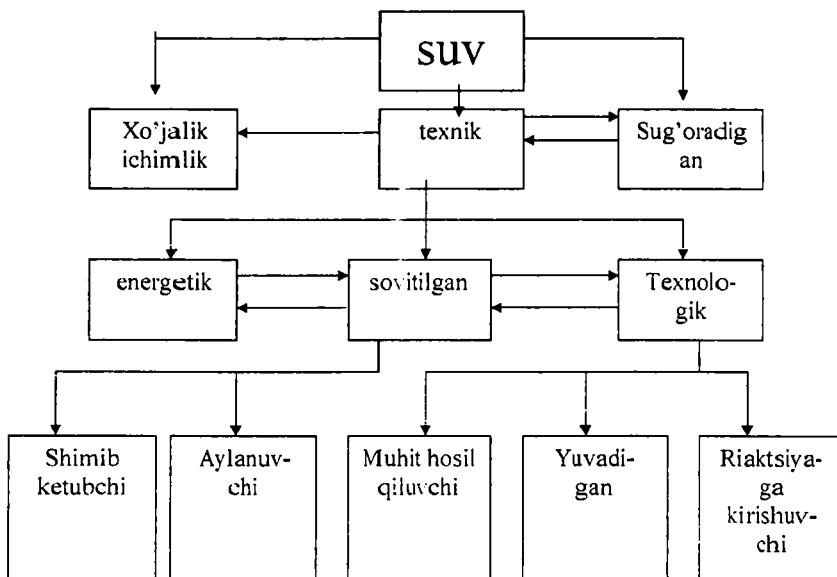 suv
Xo'jalik
ichimlik
texnik
Sug'oradig
an
energetik
sovitilgan
Texnolo-
gik
Shimib
ketubchi
Aylanuv-
chi
Muhit hosil
qiluvchi
Yuvadi-
gan
Riaktsiya-
ga
kirishuv-
chi